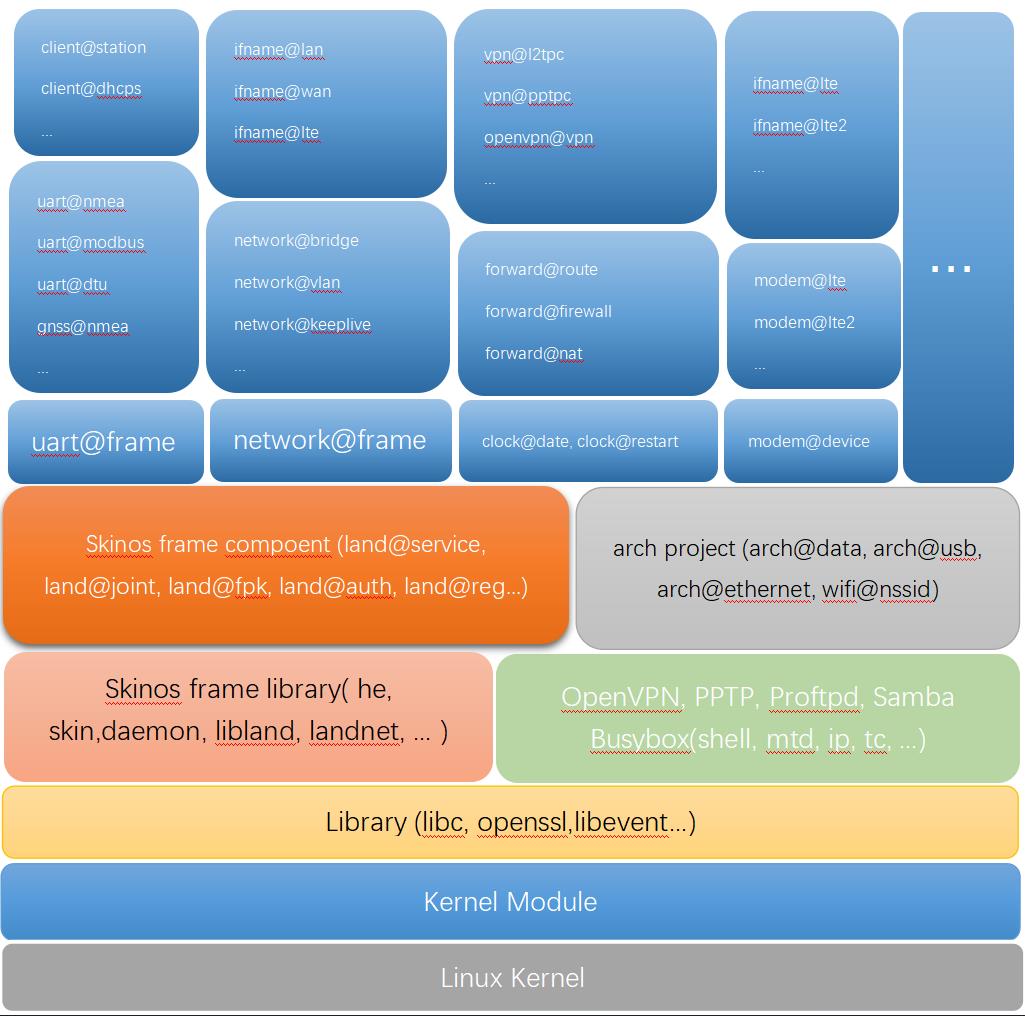 client@station
client@dhcps
...
ifname@lan
ifname@wan
ifname@lte
vpn@l2tpc
vpn@pptpc
openvpn@vpn
...
ifname@lte
ifname@lte2
...
...
uart@nmea
uart@modbus
uart@dtu
gnss@nmea
...
network@bridge
network@vlan
network@keeplive
...
forward@route
forward@firewall
forward@nat
modem@lte
modem@lte2
...
uart@frame
network@frame
clock@date, clock@restart
modem@device
Skinos frame compoent (land@service,
land@joint, land@fpk, land@auth, land@reg...)
arch project (arch@data, arch@usb,
arch@ethernet, wifi@nssid)
Skinos frame library( he,
skin,daemon, libland, landnet, ... )
OpenVPN, PPTP, Proftpd, Samba
Busybox(shell, mtd, ip, tc, ...)
Library (libc, openssl,libevent...)
Kernel Module
Linux Kernel